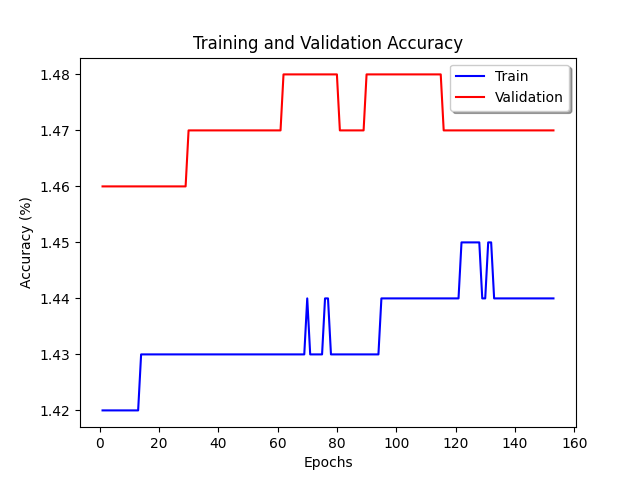 Training and Validation Accuracy
Train
Validation
1.48
1.47
1.46
1.45
1.44
1.43
1.42
Accuracy (%)
0 20 40 60 80 100 120 140 160
Epochs